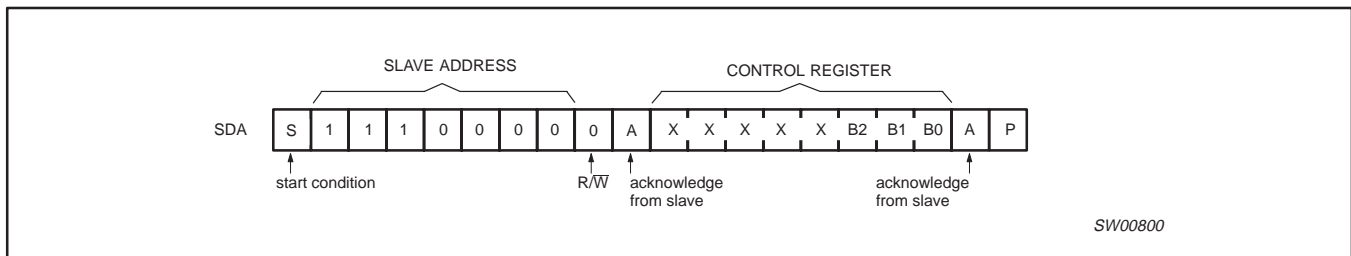 SLAVE ADDRESS CONTROL REGISTER
SDA S 1 1 1 0 0 0 0 0 A X X X X X B2 B1 B0 A P
start condition R/W̅ acknowledge from slave acknowledge from slave
SW00800